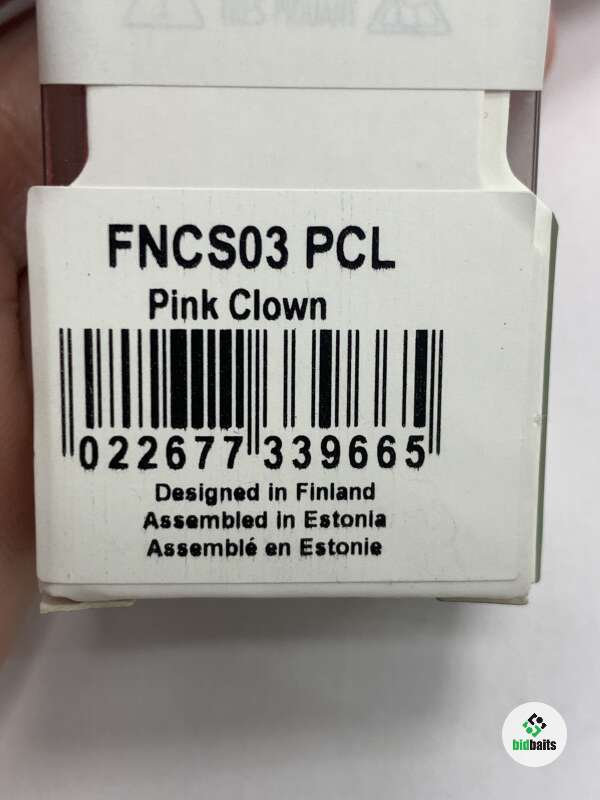 FNCS03 PCL
Pink Clown
022677 339665
Designed in Finland
Assembled in Estonia
Assemblé en Estonie
bidbaits